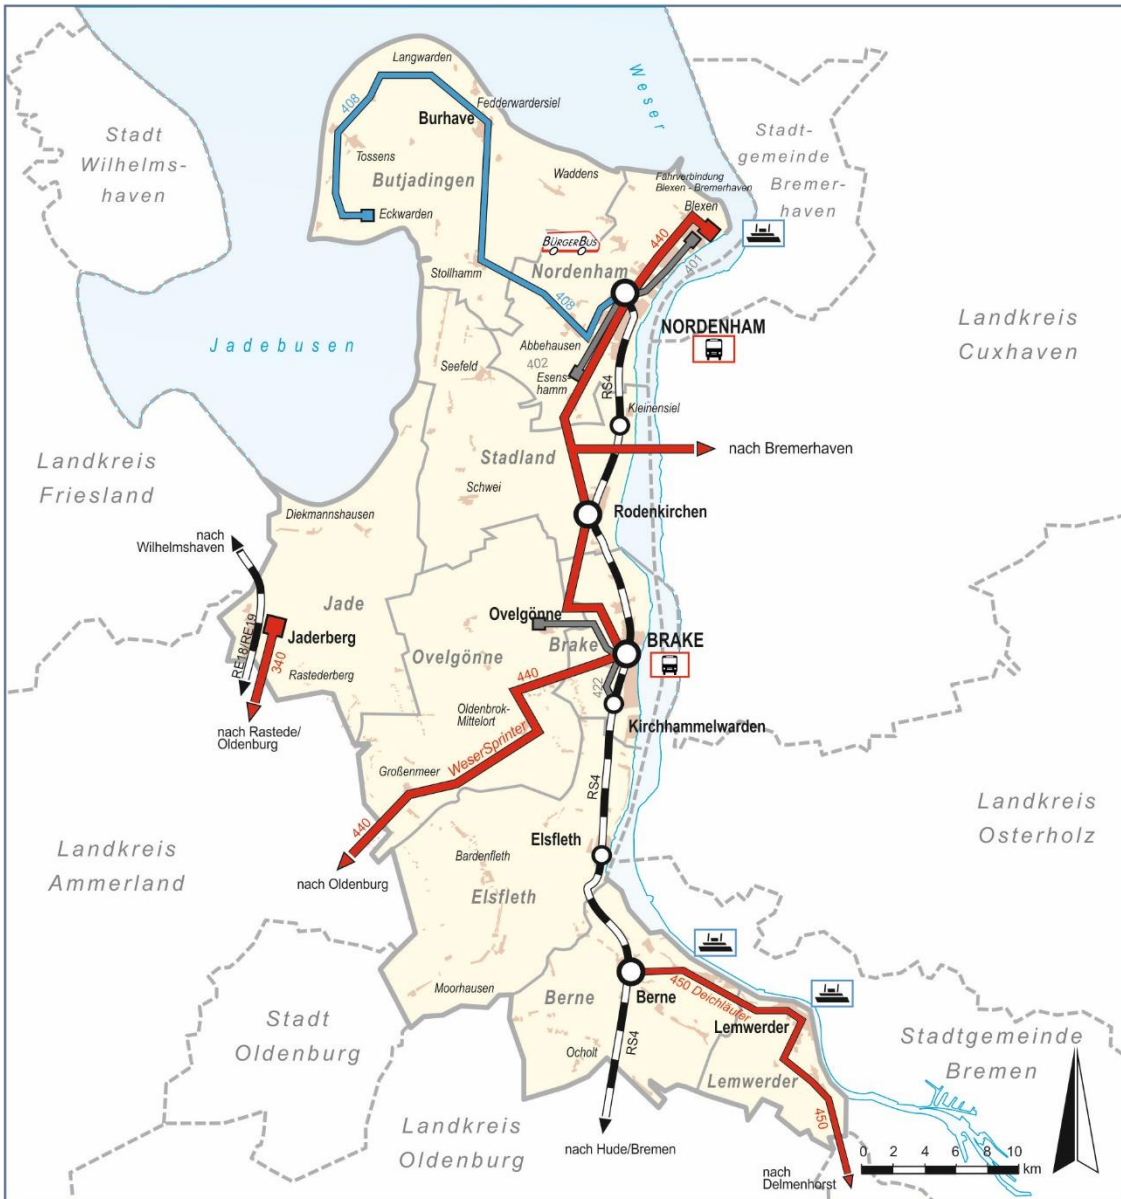 Langwarden
408
Fedderwardersiel
Burhave
Weser
Stadt
Wilhelms-
haven
Stadt-
gemeinde
Bremer-
haven
Tossens
Butjadingen
Waddens
Fährverbindung
Blexen - Bremerhaven
Blexen
Eckwarden
BÜRGERBUS
440
401
Stollhamm
Nordenham
408
NORDENHAM
Landkreis
Cuxhaven
Jadebusen
Abbehausen
402
Seefeld
Esens-
hamm
RS4
Kleinensiel
nach Bremerhaven
Stadland
Landkreis
Friesland
Schwei
Rodenkirchen
Diekmannshausen
nach
Wilhelmshaven
Jade
Ovelgönne
Jaderberg
RE18/RE19
340
Brake
BRAKE
Ovelgönne
Rastederberg
440
422
Oldenbrok-
Mittelort
Kirchhammelwarden
nach Rastede/
Oldenburg
WeserSprinter
Großenmeer
RS4
Landkreis
Osterholz
440
Elsfleth
Landkreis
Ammerland
Bardenfleth
nach Oldenburg
Elsfleth
Moorhausen
Berne
Berne
450 Deichläufer
Lemwerder
Stadt
Oldenburg
Ocholt
RS4
Lemwerder
Stadtgemeinde
Bremen
450
Landkreis
Oldenburg
nach Hude/Bremen
0 2 4 6 8 10
km
nach
Delmenhorst